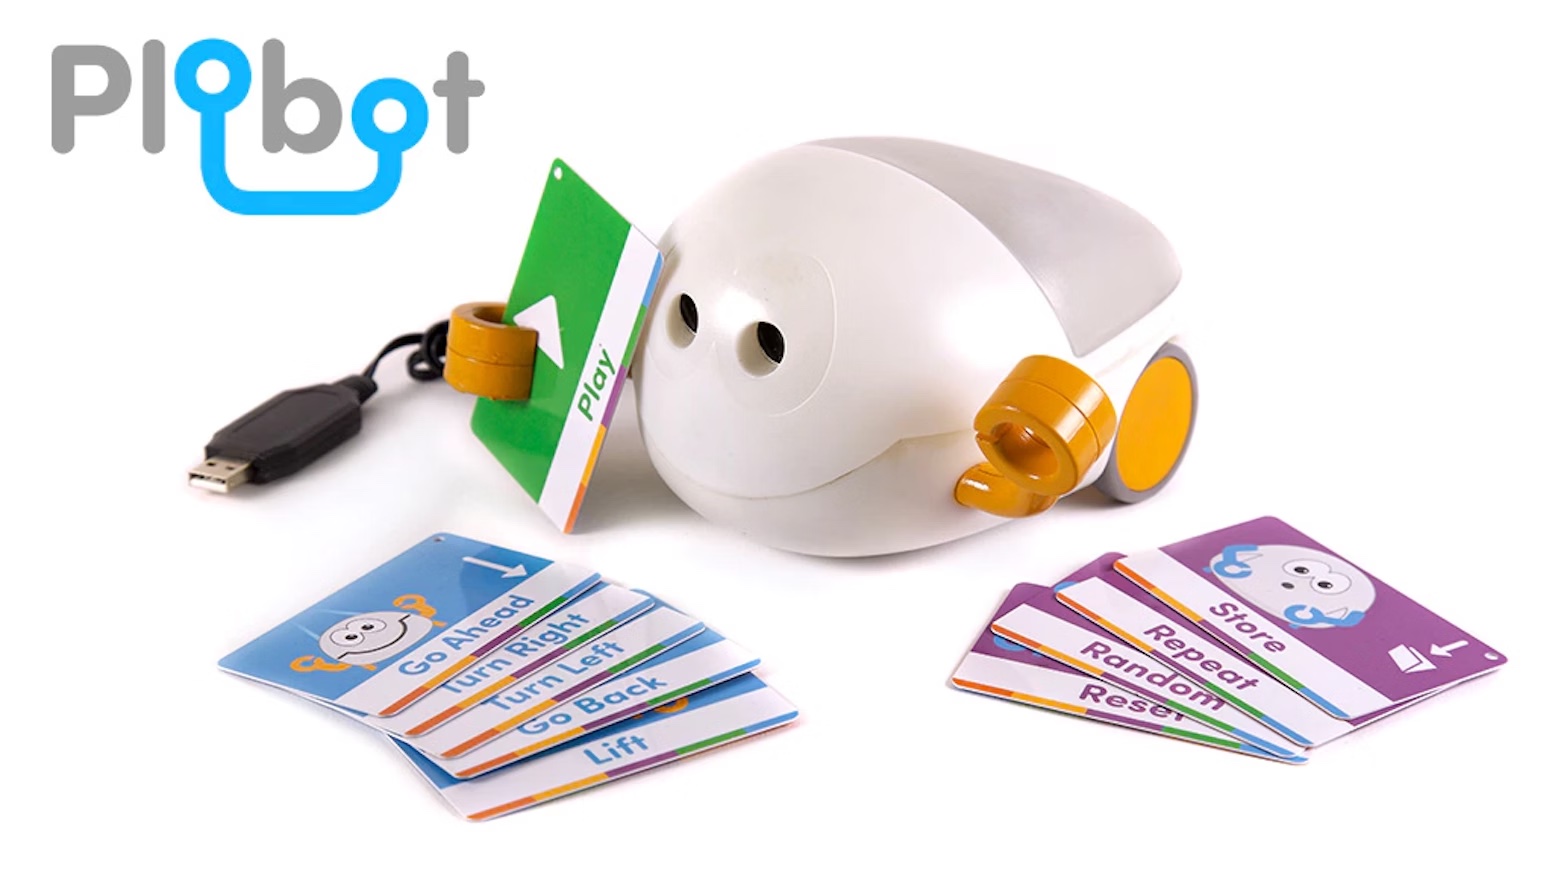 Plobot
Play
Go Ahead
Turn Right
Turn Left
Go Back
Lift
Store
Repeat
Random
Reset